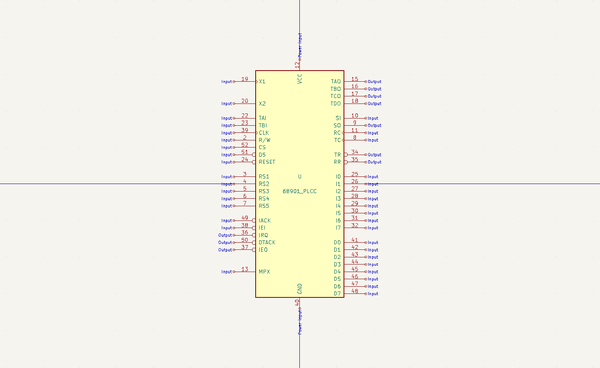 Power Input
12
VCC
Input 19 X1 TAO 15 Output
TBO 16 Output
TCO 17 Output
Input 20 X2 TDO 18 Output
Input 22 TAI SI 10 Input
Input 23 TBI SO 9 Output
Input 39 CLK RC 11 Input
Input 2 R/W TC 8 Input
Input 52 CS
Input 51 DS TR 34 Output
Input 24 RESET RR 35 Output
Input 3 RS1 U I0 25 Input
Input 4 RS2 I1 26 Input
Input 5 RS3 68901_PLCC I2 27 Input
Input 6 RS4 I3 28 Input
Input 7 RS5 I4 29 Input
I5 30 Input
Input 49 IACK I6 31 Input
Input 38 IEI I7 32 Input
Output 36 IRQ
Output 50 DTACK D0 41 Input
Output 37 IEO D1 42 Input
D2 43 Input
D3 44 Input
Input 13 MPX D4 45 Input
D5 46 Input
D6 47 Input
D7 48 Input
GND
40
Power Input